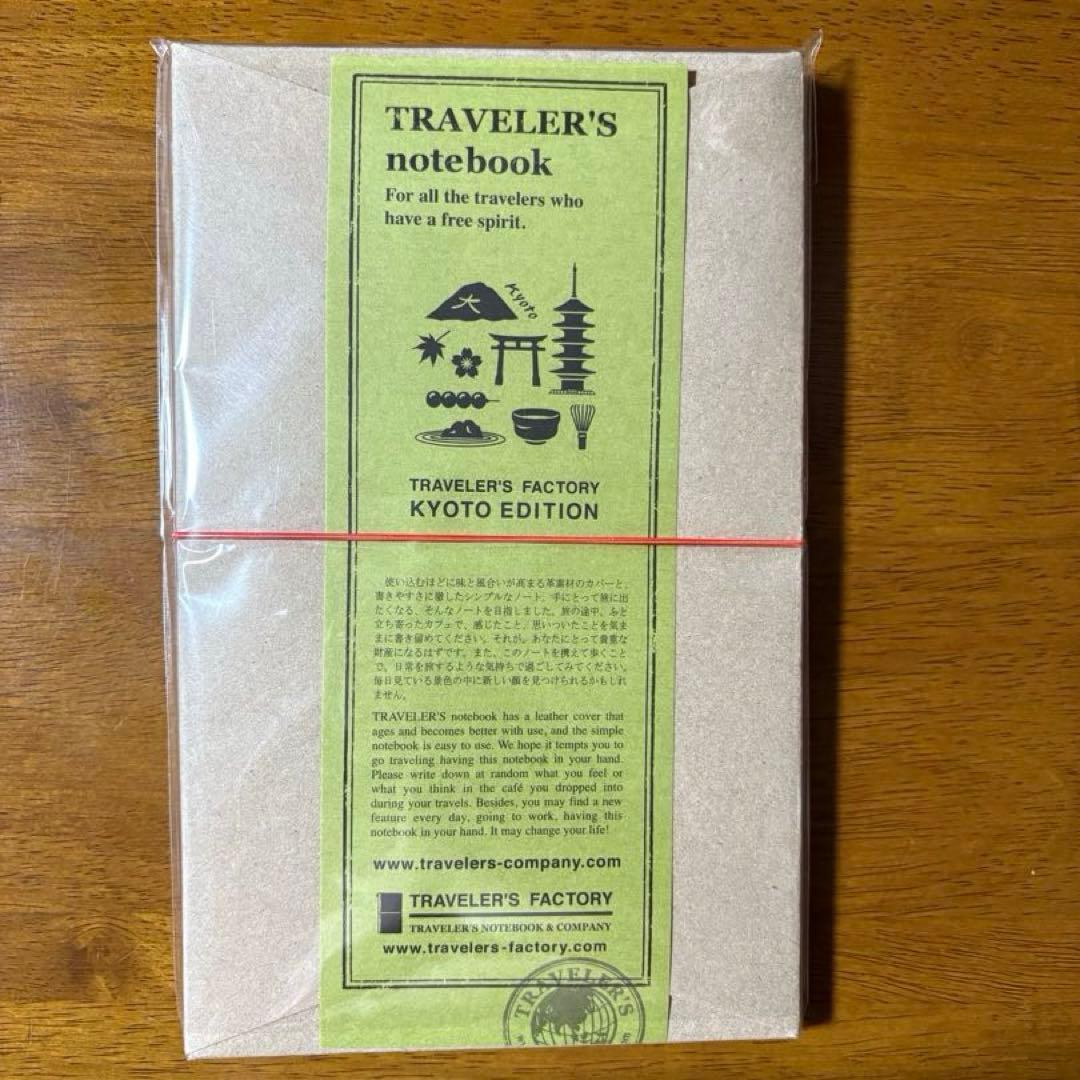 TRAVELER'S
notebook
For all the travelers who
have a free spirit.
大
Kyoto
TRAVELER'S FACTORY
KYOTO EDITION
使い込むほどに味と風合いが高まる革素材のカバーと、
書きやすさに徹したシンプルなノート。手にとって旅に出
たくなる、そんなノートを目指しました。旅の途中、ふと
立ち寄ったカフェで、感じたこと、思いついたことを気ま
まに書き留めてください。それが、あなたにとって貴重な
財産になるはずです。また、このノートを携えて歩くこと
で、日常を旅するような気持ちで過ごしてみてください。
毎日見ている景色の中に新しい顔を見つけられるかもしれ
ません。
TRAVELER'S notebook has a leather cover that
ages and becomes better with use, and the simple
notebook is easy to use. We hope it tempts you to
go traveling having this notebook in your hand.
Please write down at random what you feel or
what you think in the café you dropped into
during your travels. Besides, you may find a new
feature every day, going to work, having this
notebook in your hand. It may change your life!
www.travelers-company.com
TRAVELER'S FACTORY
TRAVELER'S NOTEBOOK & COMPANY
www.travelers-factory.com
TRAVELER'S